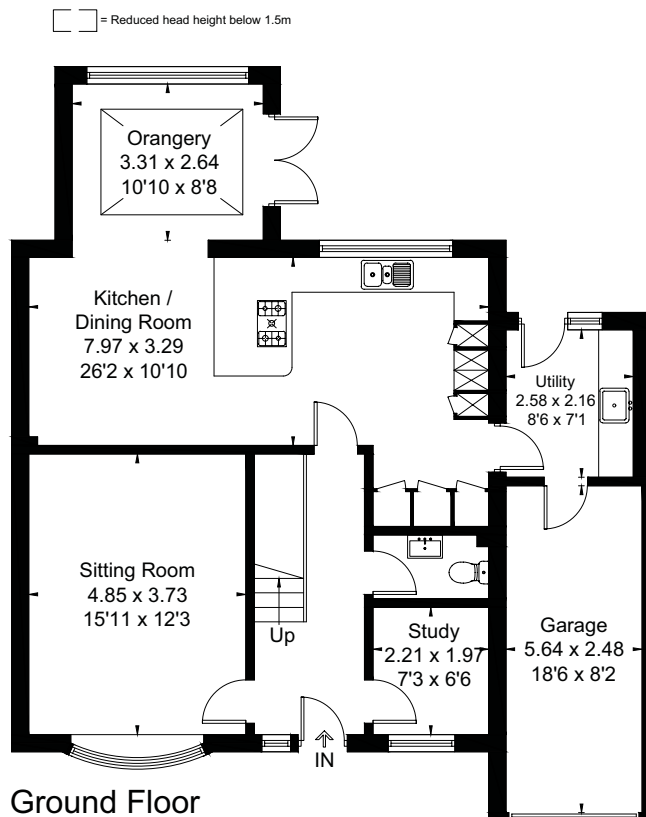 = Reduced head height below 1.5m
Orangery
3.31 x 2.64
10'10 x 8'8
Kitchen /
Dining Room
7.97 x 3.29
26'2 x 10'10
Utility
2.58 x 2.16
8'6 x 7'1
Sitting Room
4.85 x 3.73
15'11 x 12'3
Up
Study
2.21 x 1.97
7'3 x 6'6
Garage
5.64 x 2.48
18'6 x 8'2
IN
Ground Floor